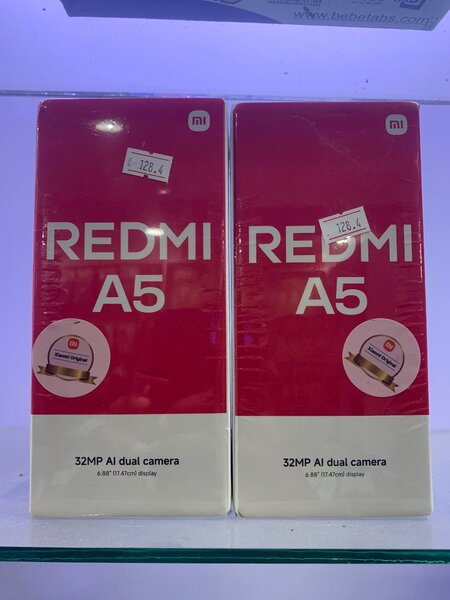 www.bebetabs.com
mi
128.4
REDMI
A5
Xiaomi Original
32MP AI dual camera
6.88" (17.47cm) display
mi
128.4
REDMI
A5
Xiaomi Original
32MP AI dual camera
6.88" (17.47cm) display